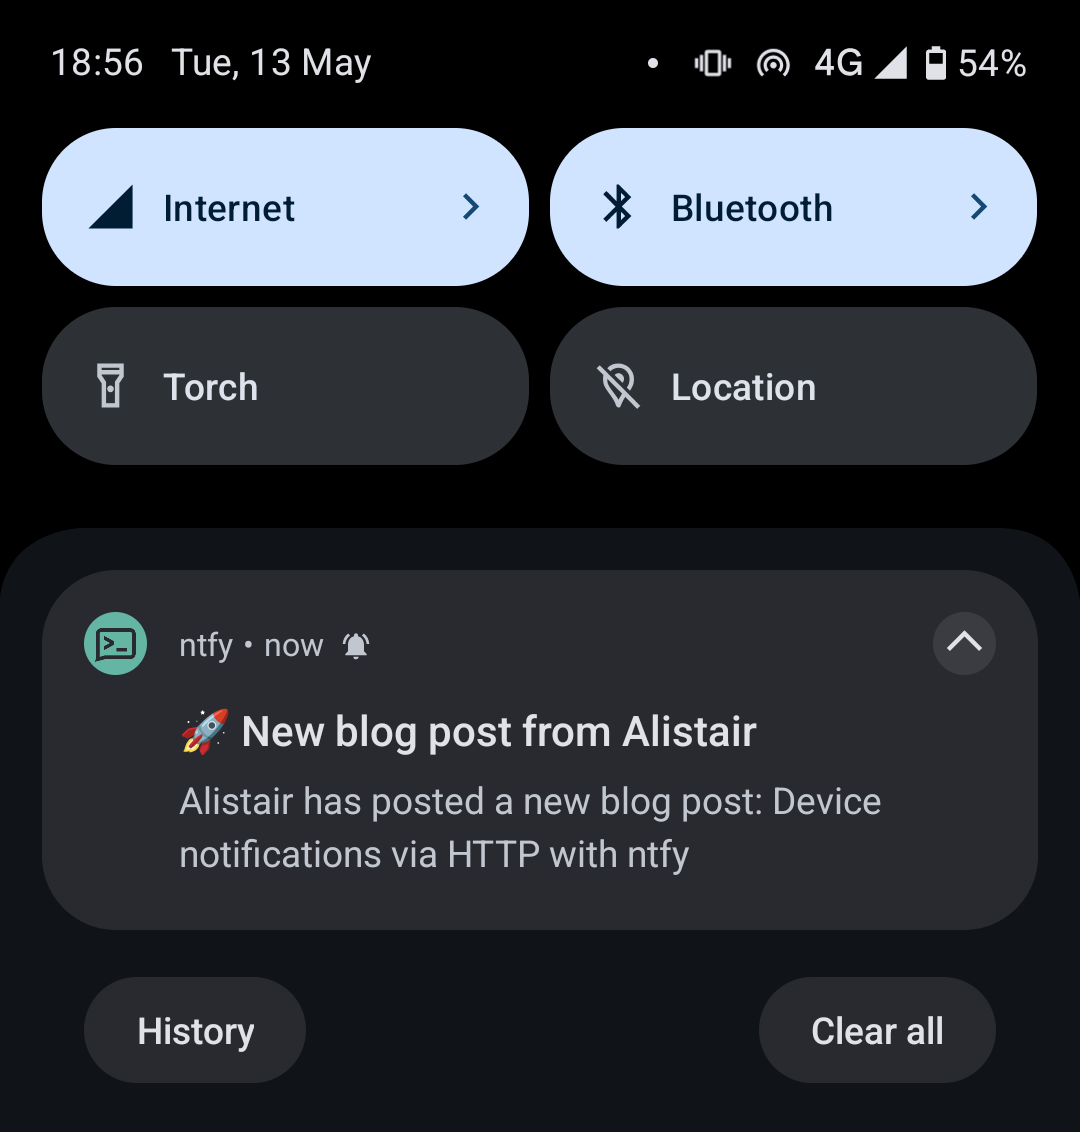 18:56 Tue, 13 May 4G 54%
Internet Bluetooth
Torch Location
ntfy • now
🚀 New blog post from Alistair
Alistair has posted a new blog post: Device
notifications via HTTP with ntfy
History Clear all